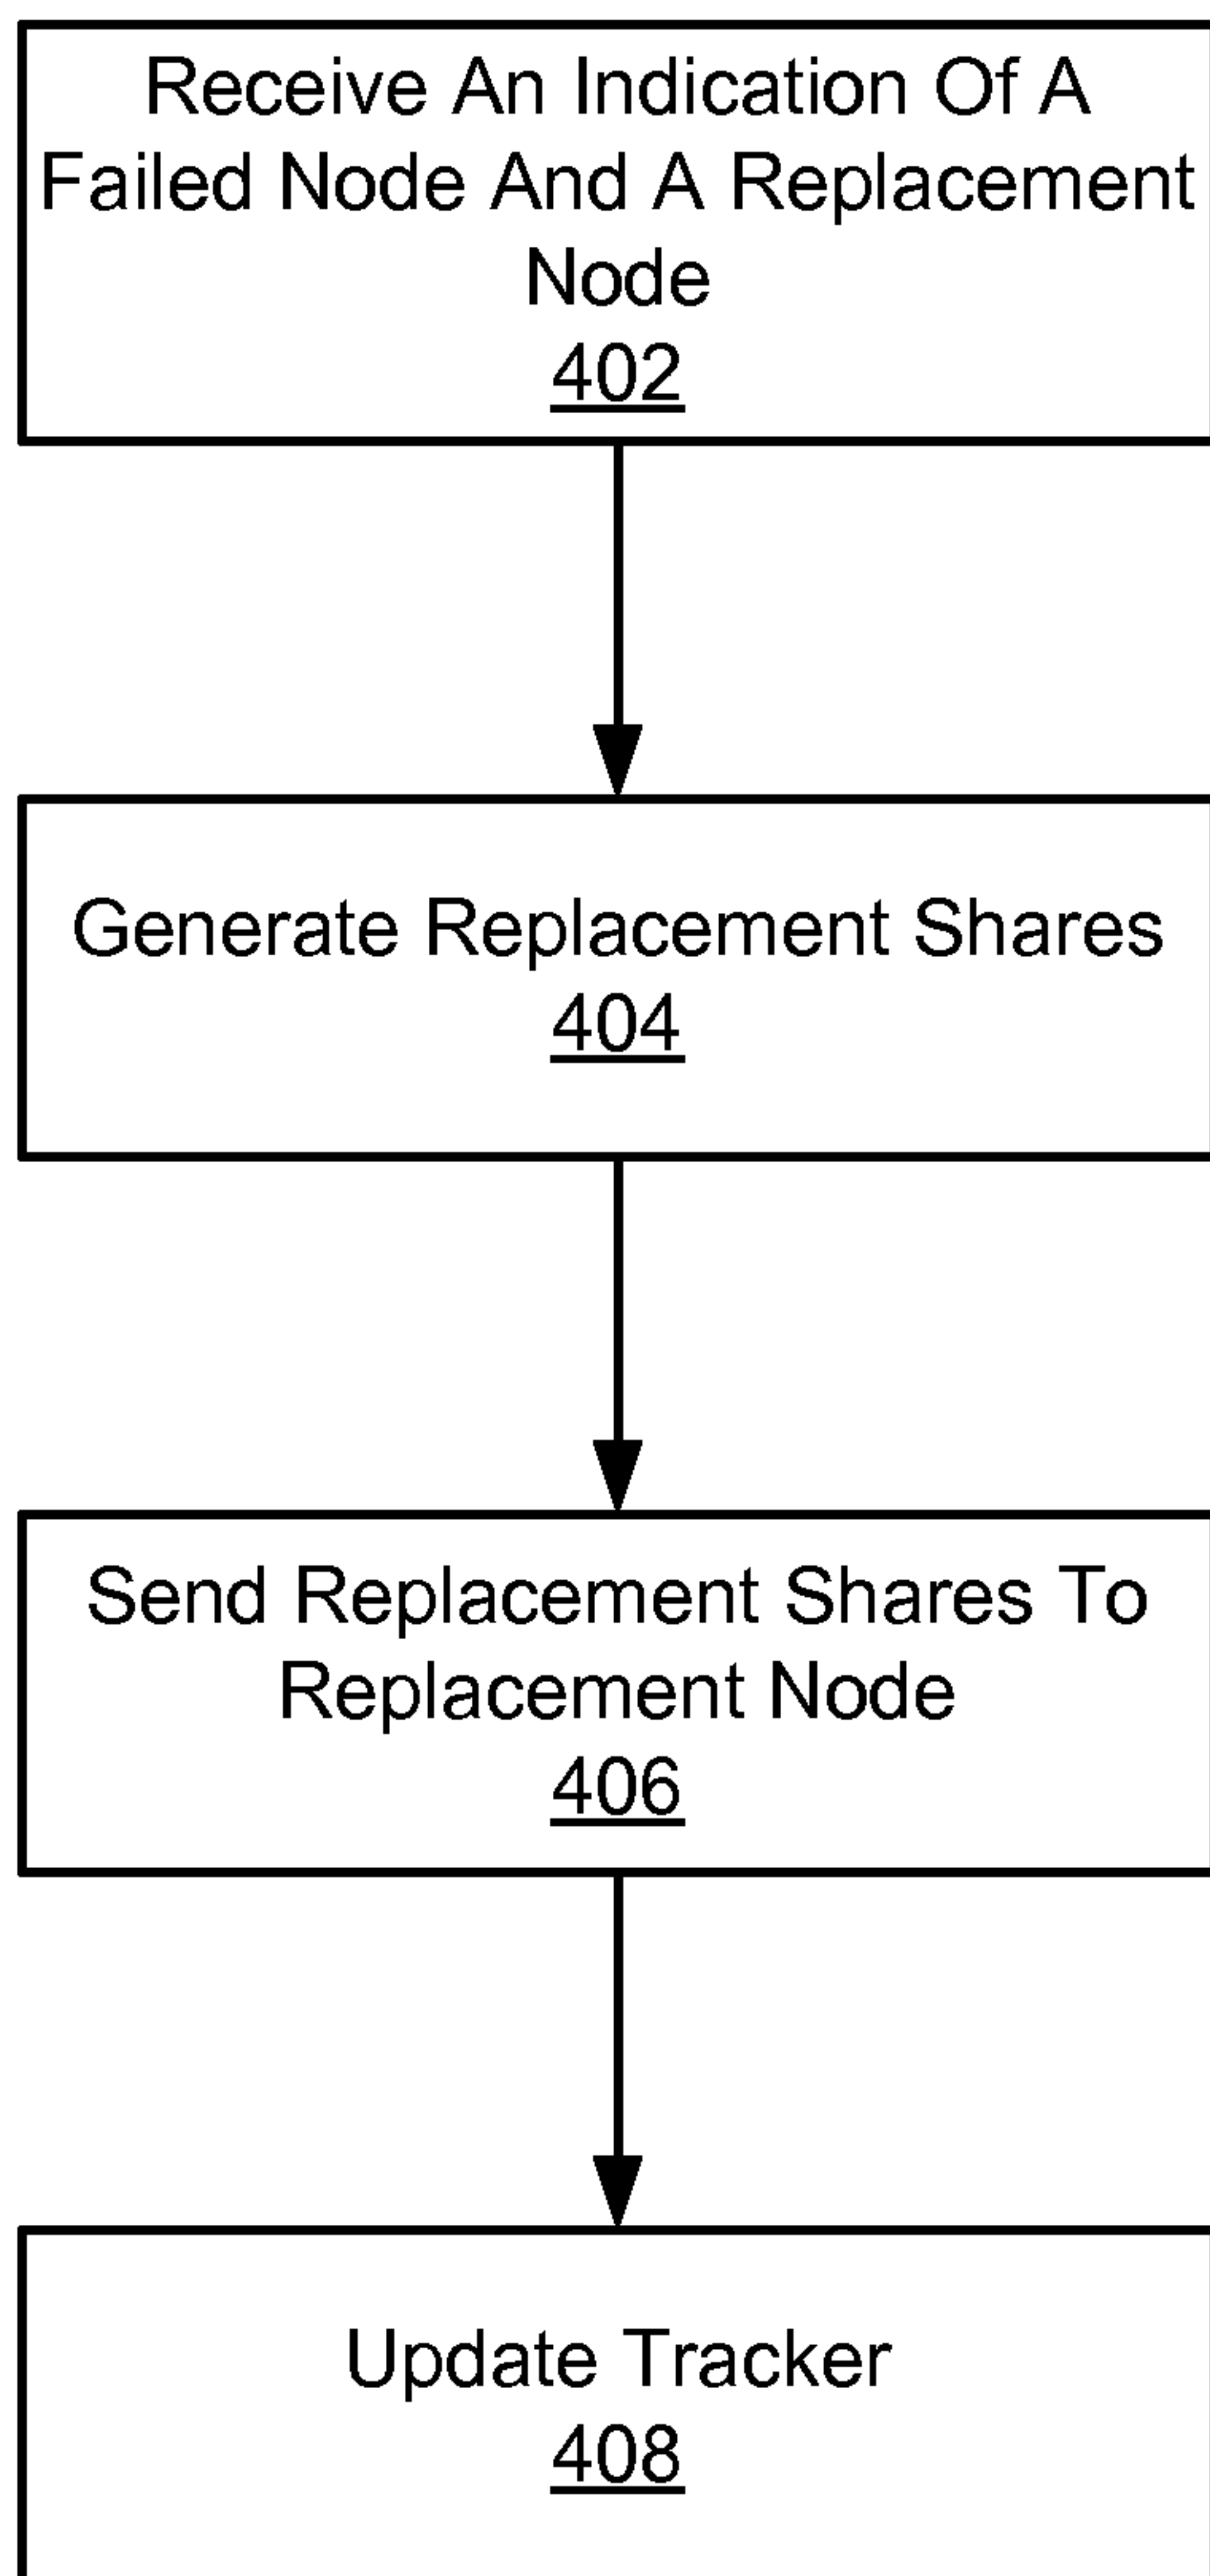 Receive An Indication Of A
Failed Node And A Replacement
Node
402
Generate Replacement Shares
404
Send Replacement Shares To
Replacement Node
406
Update Tracker
408